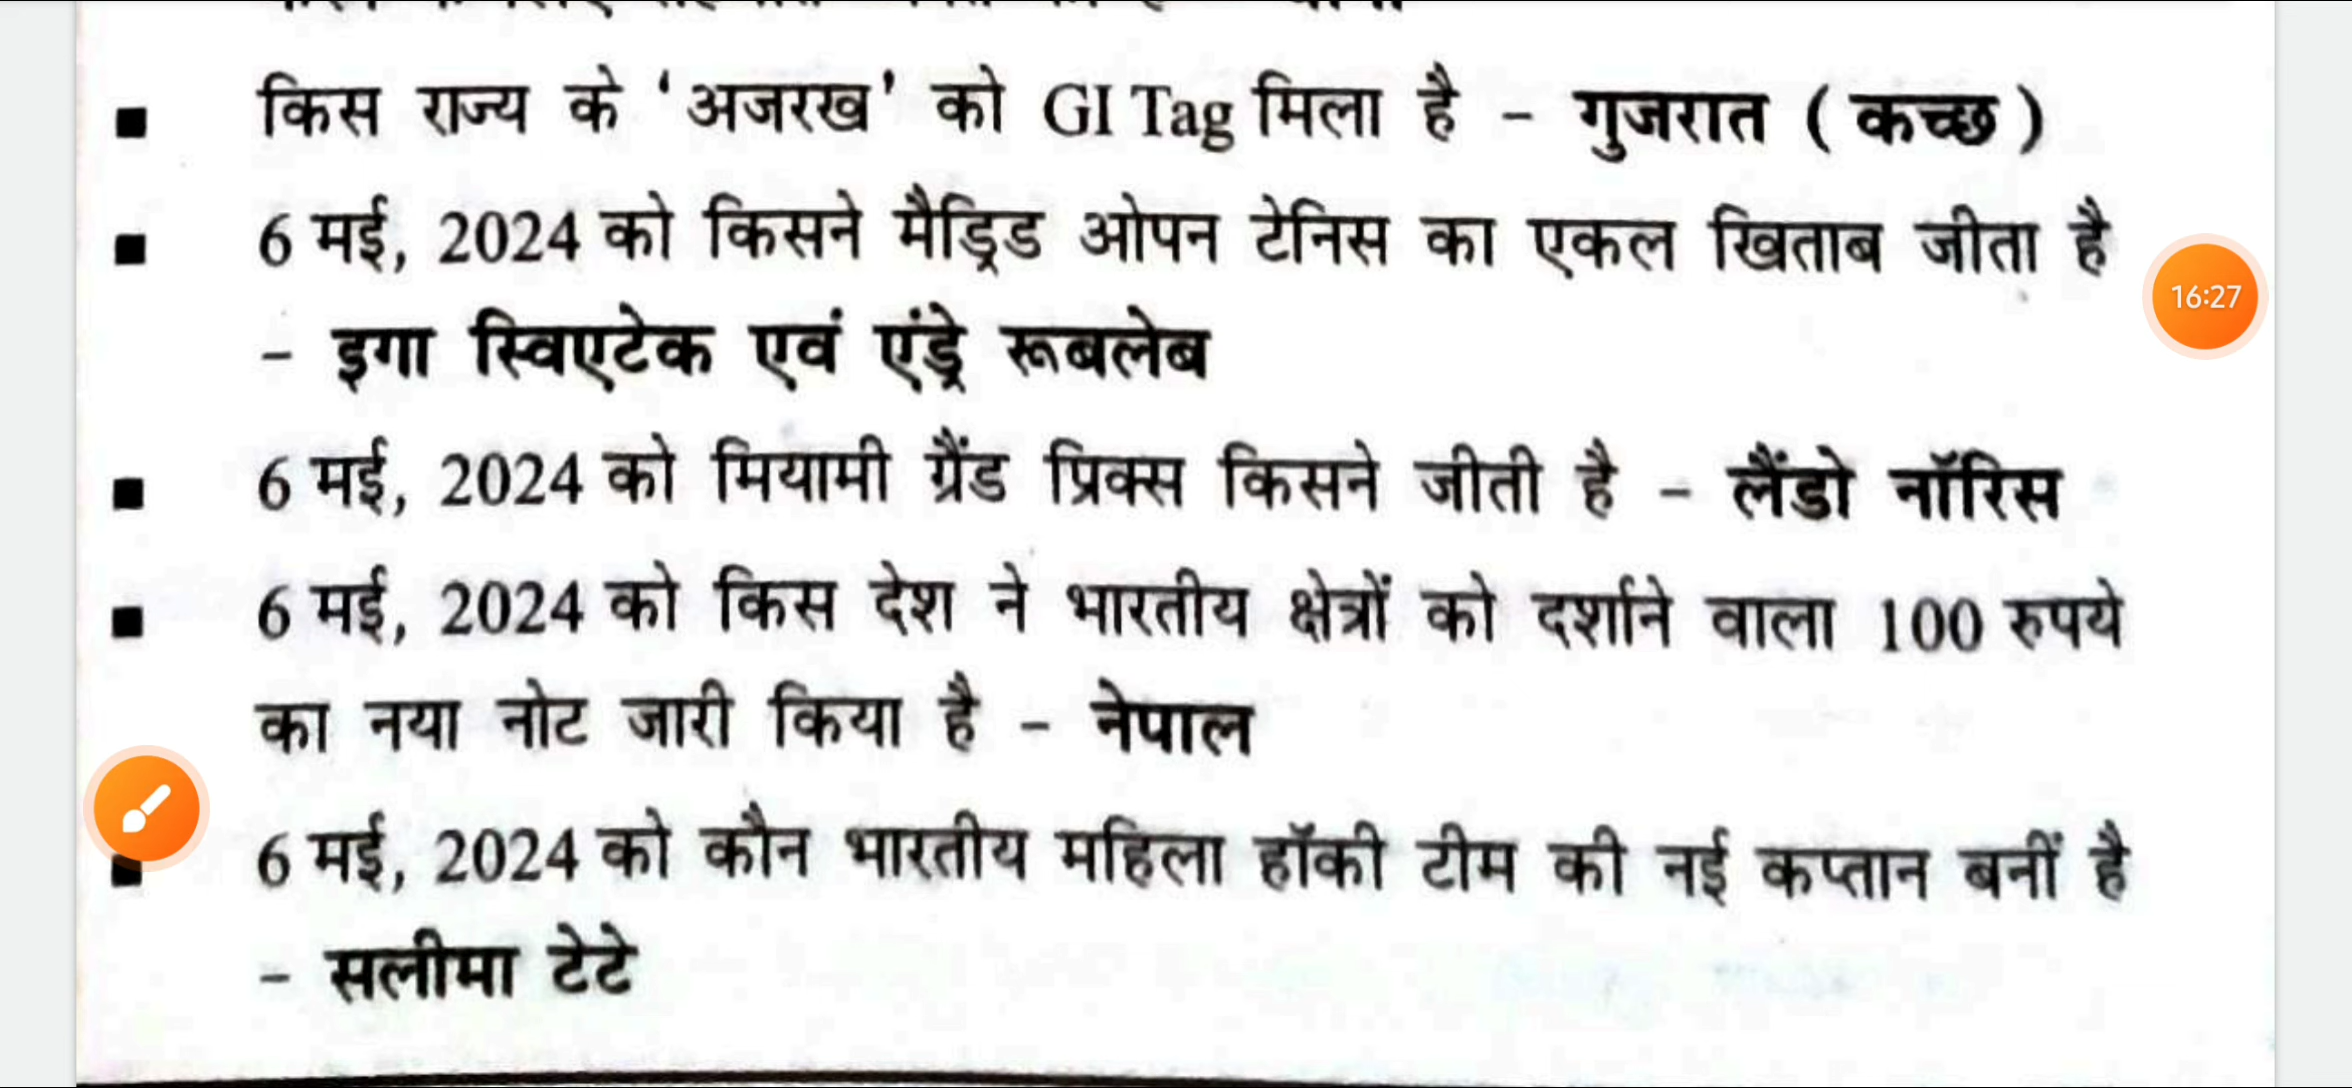 ▪ किस राज्य के ‘अजरख’ को GI Tag मिला है – गुजरात ( कच्छ )
▪ 6 मई, 2024 को किसने मैड्रिड ओपन टेनिस का एकल खिताब जीता है
– इगा स्विएटेक एवं एंड्रे रूबलेब
16:27
▪ 6 मई, 2024 को मियामी ग्रैंड प्रिक्स किसने जीती है – लैंडो नॉरिस
▪ 6 मई, 2024 को किस देश ने भारतीय क्षेत्रों को दर्शाने वाला 100 रुपये
का नया नोट जारी किया है – नेपाल
▪ 6 मई, 2024 को कौन भारतीय महिला हॉकी टीम की नई कप्तान बनीं है
– सलीमा टेटे